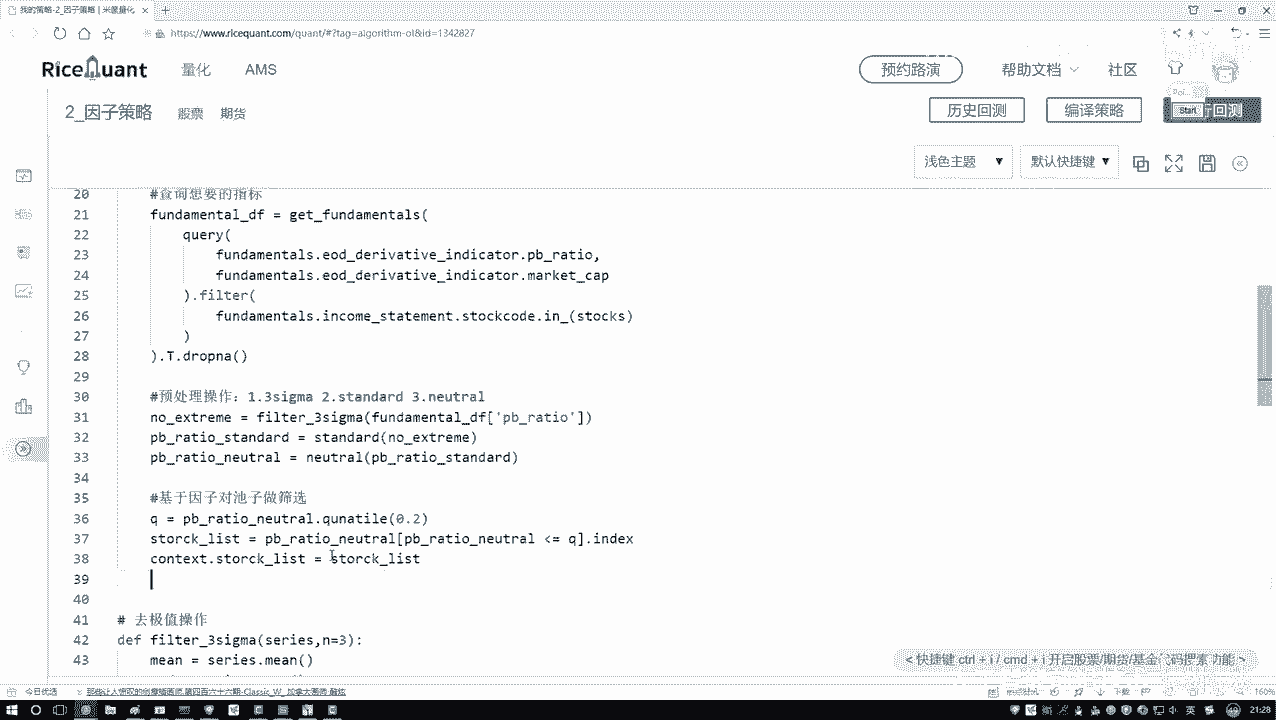 我的策略-2_因子策略 | 米筐量化
https://www.ricequant.com/quant/#?tag=algorithm-ol&id=1342827
RiceQuant 量化 AMS 预约路演 帮助文档 社区
2_因子策略 股票 期货 历史回测 编译策略 回测
Start
浅色主题 默认快捷键
20 #查询想要的指标
21 fundamental_df = get_fundamentals(
22 query(
23 fundamentals.eod_derivative_indicator.pb_ratio,
24 fundamentals.eod_derivative_indicator.market_cap
25 ).filter(
26 fundamentals.income_statement.stockcode.in_(stocks)
27 )
28 ).T.dropna()
29
30 #预处理操作: 1.3sigma 2.standard 3.neutral
31 no_extreme = filter_3sigma(fundamental_df['pb_ratio'])
32 pb_ratio_standard = standard(no_extreme)
33 pb_ratio_neutral = neutral(pb_ratio_standard)
34
35 #基于因子对池子做筛选
36 q = pb_ratio_neutral.qunatile(0.2)
37 storck_list = pb_ratio_neutral[pb_ratio_neutral <= q].index
38 context.storck_list = storck_list
39
40
41 # 去极值操作
42 def filter_3sigma(series,n=3):
43 mean = series.mean()
<快捷键 ctrl + i / cmd + i 开启股票/期货/基金
今日优选
160%
英 21:28